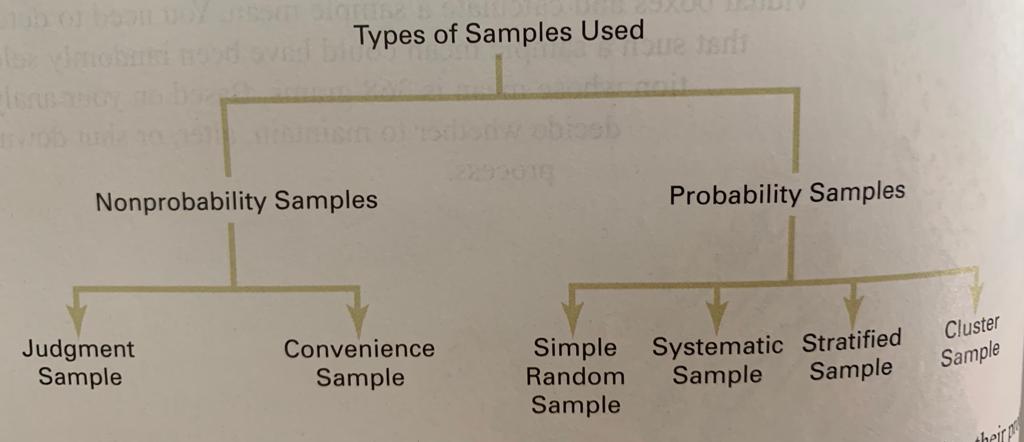 Types of Samples Used
Nonprobability Samples
Probability Samples
Judgment
Sample
Convenience
Sample
Simple
Random
Sample
Systematic
Sample
Stratified
Sample
Cluster
Sample
their